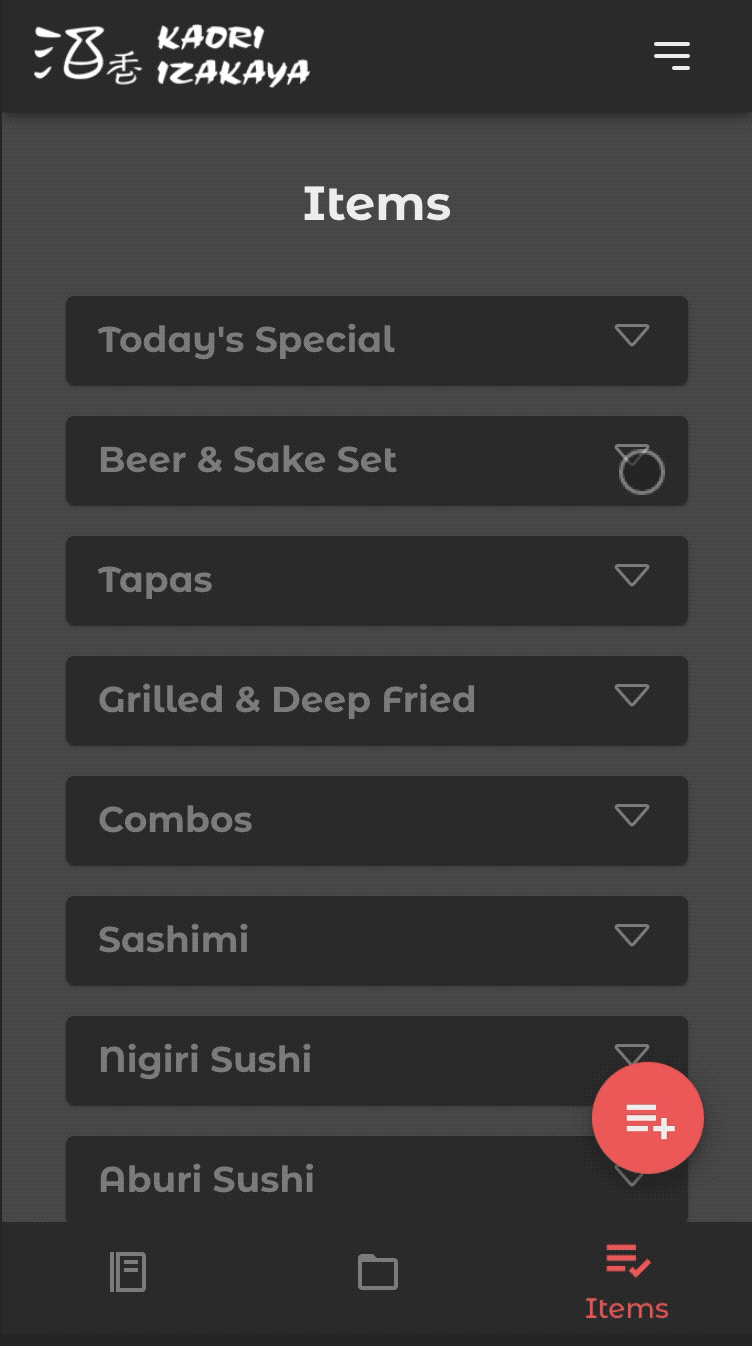 沼香 KAORI
IZAKAYA
Items
Today's Special
Beer & Sake Set
Tapas
Grilled & Deep Fried
Combos
Sashimi
Nigiri Sushi
Aburi Sushi
Items